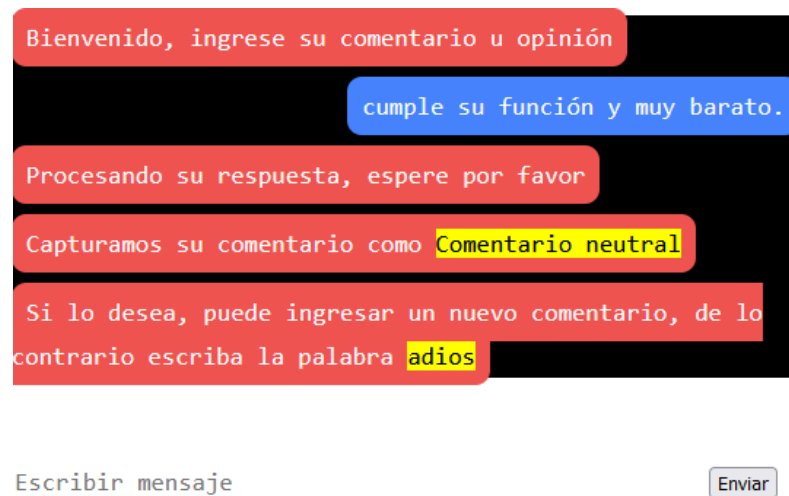 Bienvenido, ingrese su comentario u opinión
cumple su función y muy barato.
Procesando su respuesta, espere por favor
Capturamos su comentario como Comentario neutral
Si lo desea, puede ingresar un nuevo comentario, de lo
contrario escriba la palabra adios
Escribir mensaje
Enviar